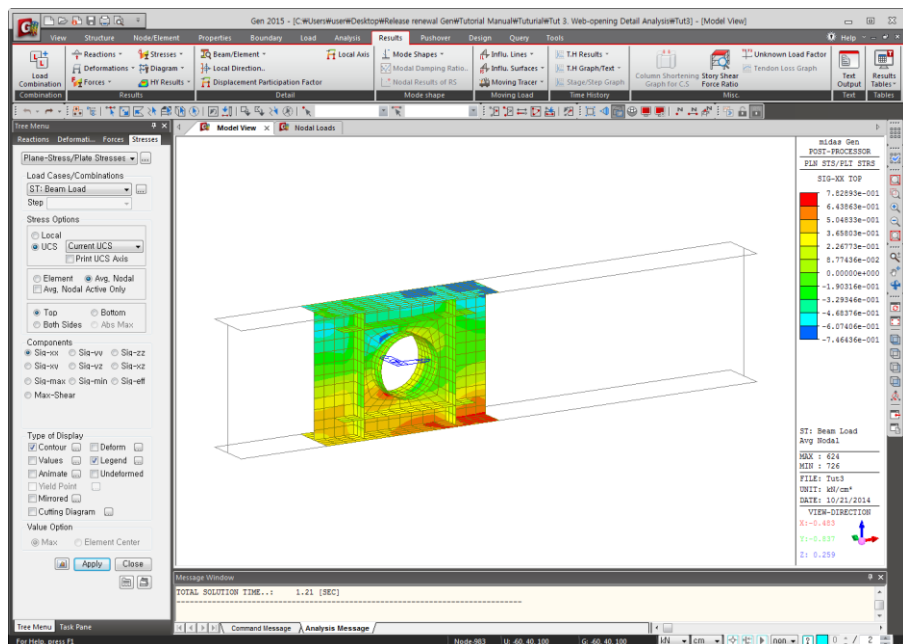 Gen 2015 - [C:\Users\user\Desktop\Release renewal Gen\Tutorial Manual\Tuturial\Tut 3. Web-opening Detail Analysis\Tut3] - [Model View]
View Structure Node/Element Properties Boundary Load Analysis Results Pushover Design Query Tools Help
Load Combination
Reactions
Deformations
Forces
Stresses
Diagram
HY Results
Beam/Element
Local Direction..
Displacement Participation Factor
Local Axis
Mode Shapes
Modal Damping Ratio..
Nodal Results of RS
Influ. Lines
Influ. Surfaces
Moving Tracer
T.H Results
T.H Graph/Text
Stage/Step Graph
Column Shortening Graph for C.S
Story Shear Force Ratio
Unknown Load Factor
Tendon Loss Graph
Text Output
Results Tables
Combination Results Detail Mode shape Moving Load Time History Misc. Text Tables
Tree Menu
Reactions Deformati... Forces Stresses
Plane-Stress/Plate Stresses
Load Cases/Combinations
ST: Beam Load
Step
Stress Options
Local
UCS Current UCS
Print UCS Axis
Element Avg, Nodal
Avg, Nodal Active Only
Top Bottom
Both Sides Abs Max
Components
Sig-xx Sig-yy Sig-zz
Sig-xy Sig-yz Sig-xz
Sig-max Sig-min Sig-eff
Max-Shear
Type of Display
Contour Deform
Values Legend
Animate Undeformed
Yield Point
Mirrored
Cutting Diagram
Value Option
Max Element Center
Apply Close
Tree Menu Task Pane
Model View Nodal Loads
midas Gen
POST-PROCESSOR
PLN STS/PLT STRS
SIG-XX TOP
7.82893e-001
6.43863e-001
5.04833e-001
3.65803e-001
2.26773e-001
8.77436e-002
0.00000e+000
-1.90316e-001
-3.29346e-001
-4.68376e-001
-6.07406e-001
-7.46436e-001
ST: Beam Load
Avg Nodal
MAX : 624
MIN : 726
FILE: Tut3
UNIT: kN/cm²
DATE: 10/21/2014
VIEW-DIRECTION
X:-0.483
Y:-0.837
Z: 0.259
Message Window
TOTAL SOLUTION TIME..: 1.21 [SEC]
Command Message Analysis Message
For Help, press F1
Node-983 U: -60, 40, 100 G: -60, 40, 100 kN cm non 0 / 2